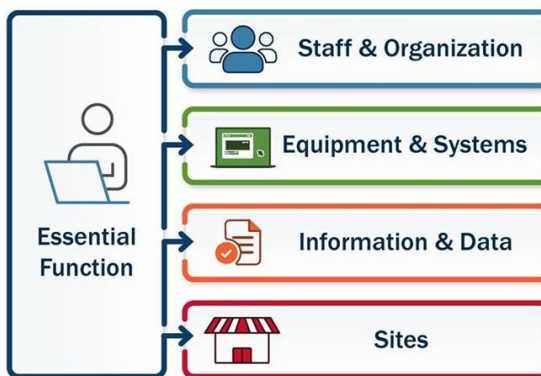 Essential
Function
Staff & Organization
Equipment & Systems
Information & Data
Sites